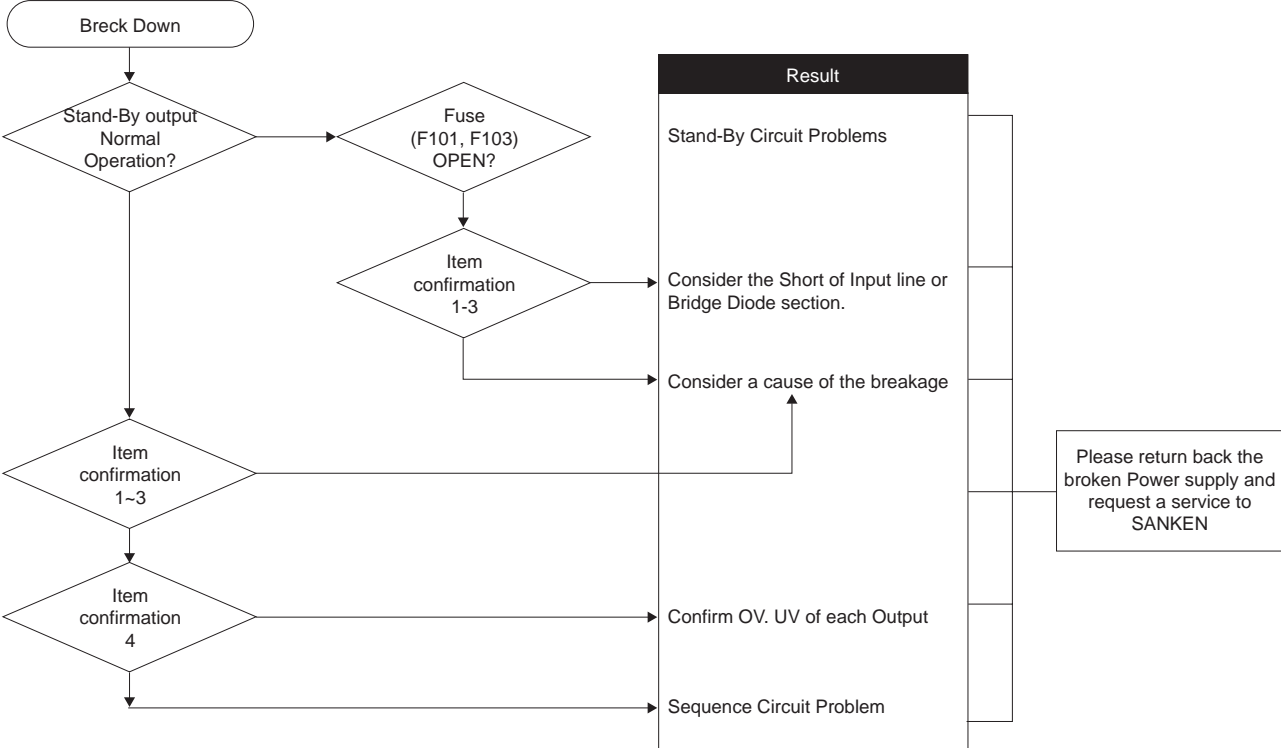 Breck Down
Stand-By output
Normal
Operation?
Fuse
(F101, F103)
OPEN?
Item
confirmation
1-3
Item
confirmation
1~3
Item
confirmation
4
Result
Stand-By Circuit Problems
Consider the Short of Input line or
Bridge Diode section.
Consider a cause of the breakage
Confirm OV. UV of each Output
Sequence Circuit Problem
Please return back the
broken Power supply and
request a service to
SANKEN